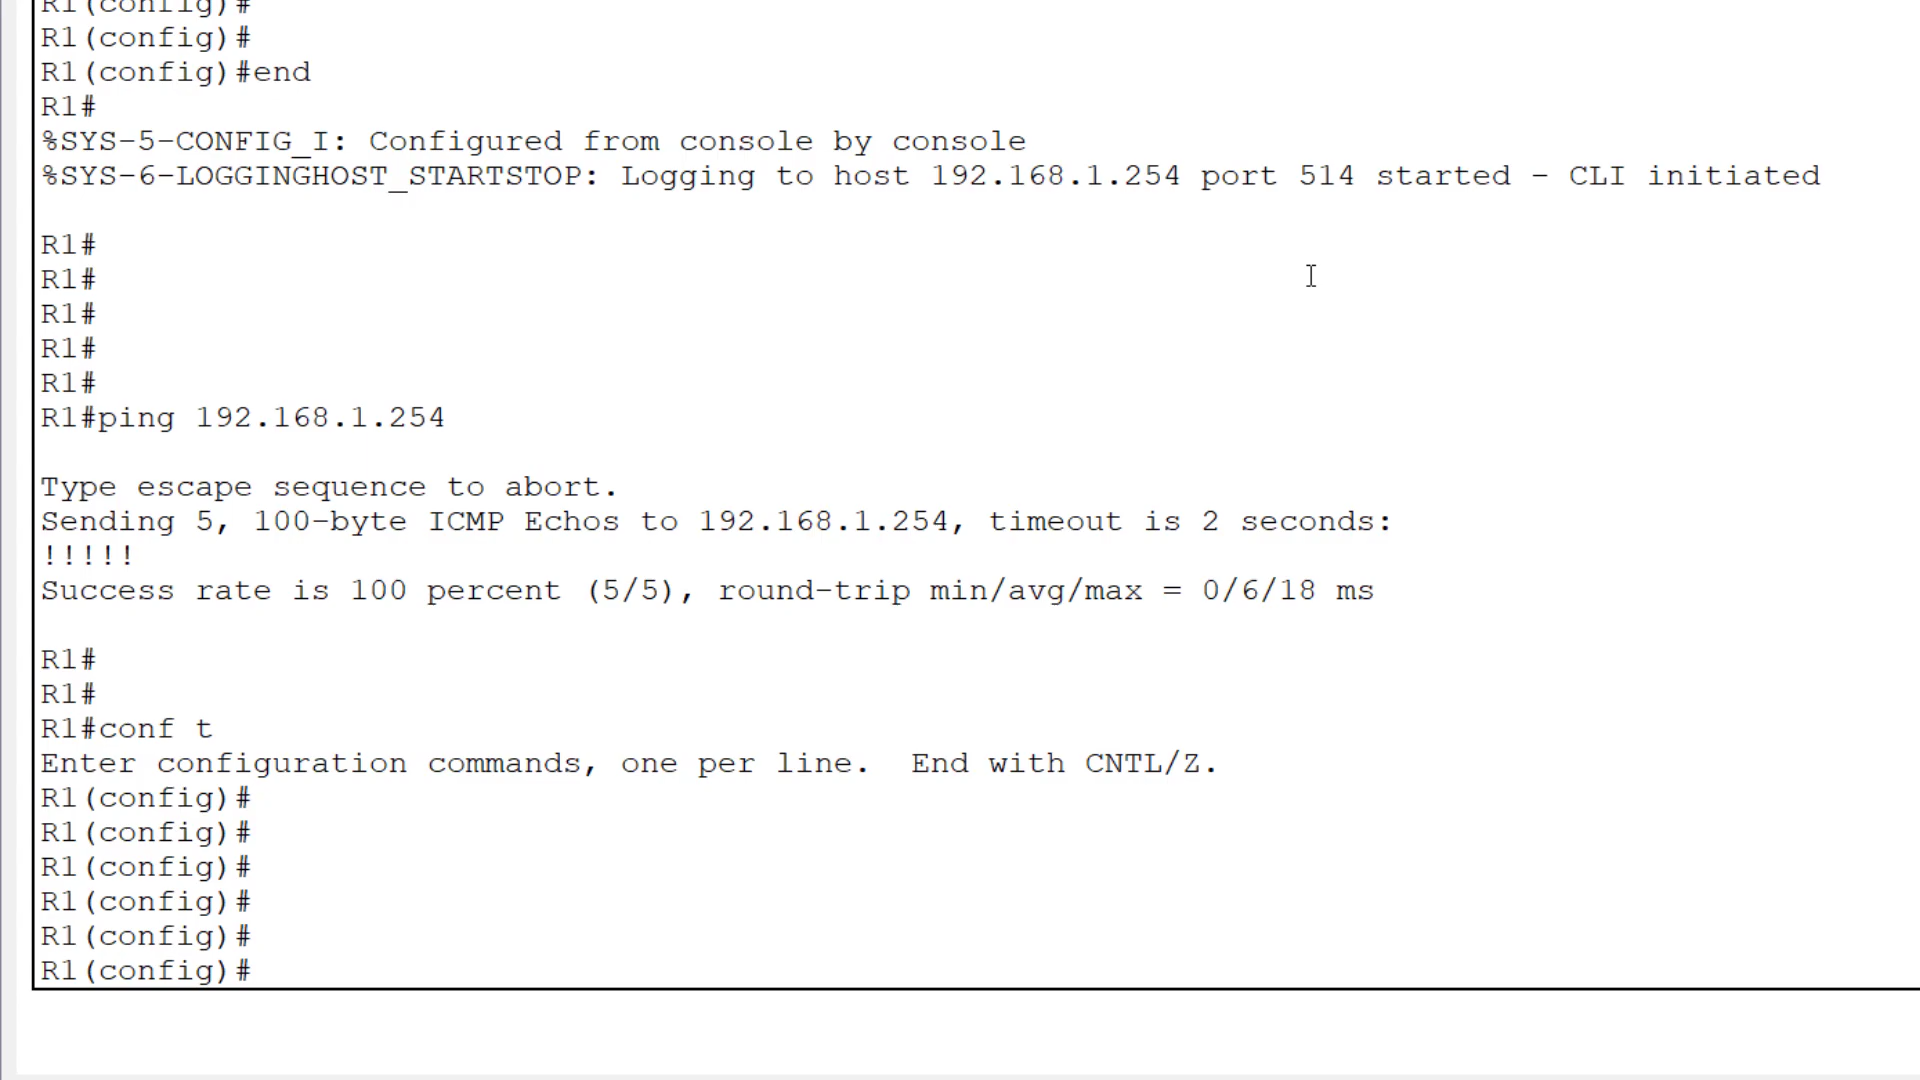 R1(config)#
R1(config)#
R1(config)#end
R1#
%SYS-5-CONFIG_I: Configured from console by console
%SYS-6-LOGGINGHOST_STARTSTOP: Logging to host 192.168.1.254 port 514 started - CLI initiated
R1#
R1#
R1#
R1#
R1#
R1#ping 192.168.1.254
Type escape sequence to abort.
Sending 5, 100-byte ICMP Echos to 192.168.1.254, timeout is 2 seconds:
!!!!!
Success rate is 100 percent (5/5), round-trip min/avg/max = 0/6/18 ms
R1#
R1#
R1#conf t
Enter configuration commands, one per line.  End with CNTL/Z.
R1(config)#
R1(config)#
R1(config)#
R1(config)#
R1(config)#
R1(config)#